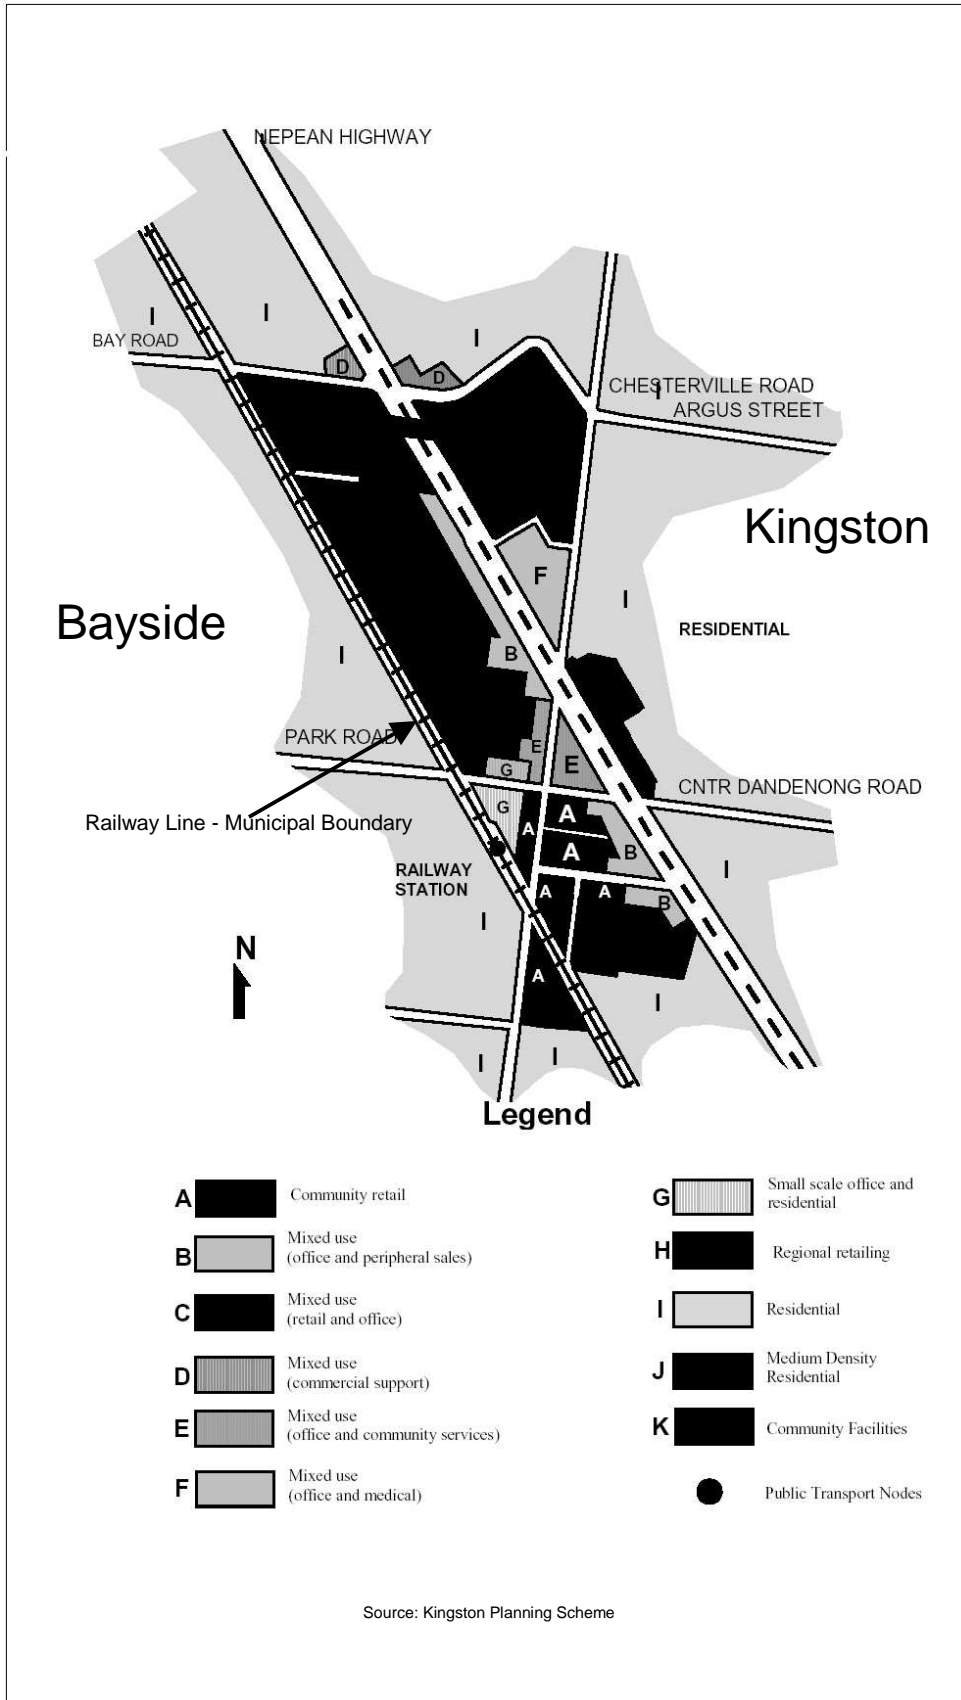 NEPEAN HIGHWAY
I
I
I
BAY ROAD
D
D
CHESTERVILLE ROAD
I
ARGUS STREET
Kingston
F
I
Bayside
RESIDENTIAL
I
B
PARK ROAD
E
E
G
CNTR DANDENONG ROAD
G
A
Railway Line - Municipal Boundary
A
A
B
RAILWAY
STATION
I
A
A
B
I
N
A
I
I
I
Legend
A Community retail
B Mixed use
(office and peripheral sales)
C Mixed use
(retail and office)
D Mixed use
(commercial support)
E Mixed use
(office and community services)
F Mixed use
(office and medical)
G Small scale office and
residential
H Regional retailing
I Residential
J Medium Density
Residential
K Community Facilities
Public Transport Nodes
Source: Kingston Planning Scheme